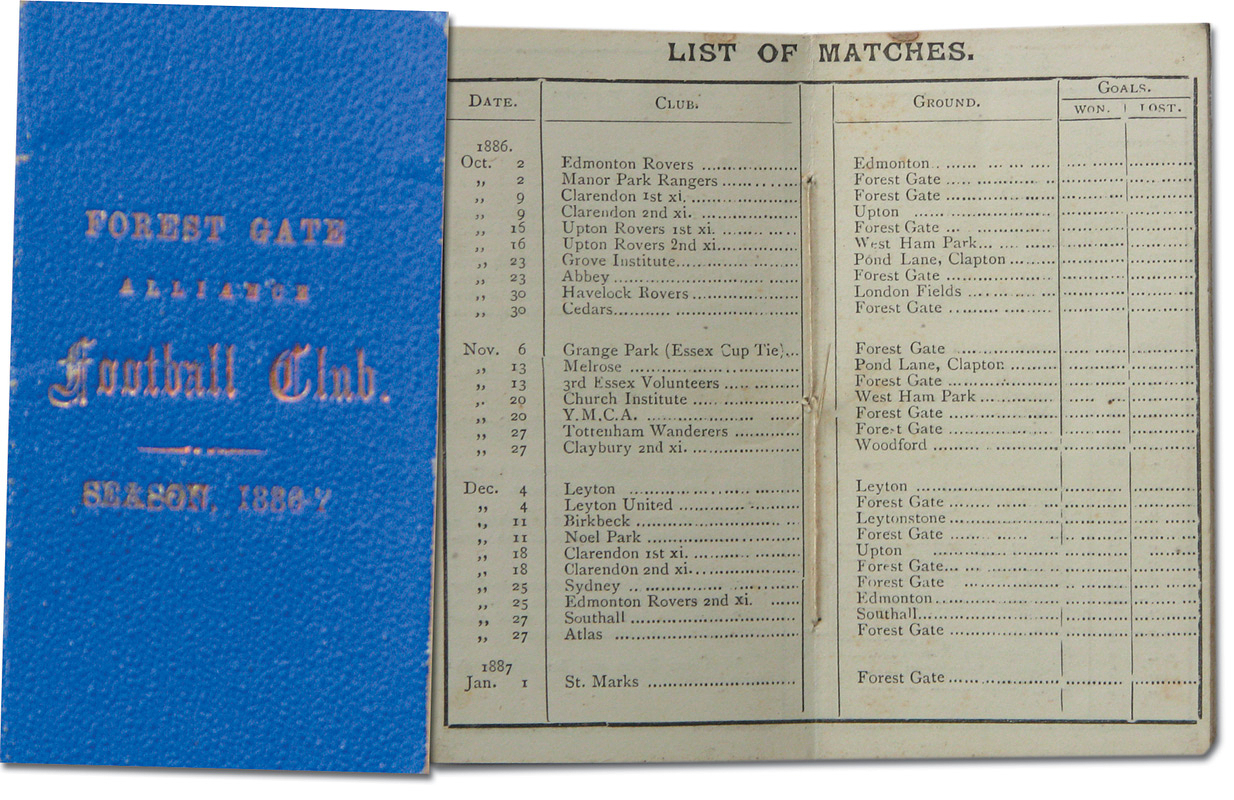 FOREST GATE
ALLIANCE
Football Club.
SEASON, 1886-7
LIST OF MATCHES.
DATE. CLUB. GROUND. GOALS.
WON. LOST.
1886.
Oct. 2 Edmonton Rovers Edmonton
„ 2 Manor Park Rangers Forest Gate
„ 9 Clarendon 1st xi. Forest Gate
„ 9 Clarendon 2nd xi. Upton
„ 16 Upton Rovers 1st xi. Forest Gate
„ 16 Upton Rovers 2nd xi. West Ham Park
„ 23 Grove Institute Pond Lane, Clapton
„ 23 Abbey Forest Gate
„ 30 Havelock Rovers London Fields
„ 30 Cedars Forest Gate
Nov. 6 Grange Park (Essex Cup Tie) Forest Gate
„ 13 Melrose Pond Lane, Clapton
„ 13 3rd Essex Volunteers Forest Gate
„ 20 Church Institute West Ham Park
„ 20 Y.M.C.A. Forest Gate
„ 27 Tottenham Wanderers Forest Gate
„ 27 Claybury 2nd xi. Woodford
Dec. 4 Leyton Leyton
„ 4 Leyton United Forest Gate
„ 11 Birkbeck Leytonstone
„ 11 Noel Park Forest Gate
„ 18 Clarendon 1st xi. Upton
„ 18 Clarendon 2nd xi. Forest Gate
„ 25 Sydney Forest Gate
„ 25 Edmonton Rovers 2nd xi. Edmonton
„ 27 Southall Southall
„ 27 Atlas Forest Gate
1887
Jan. 1 St. Marks Forest Gate